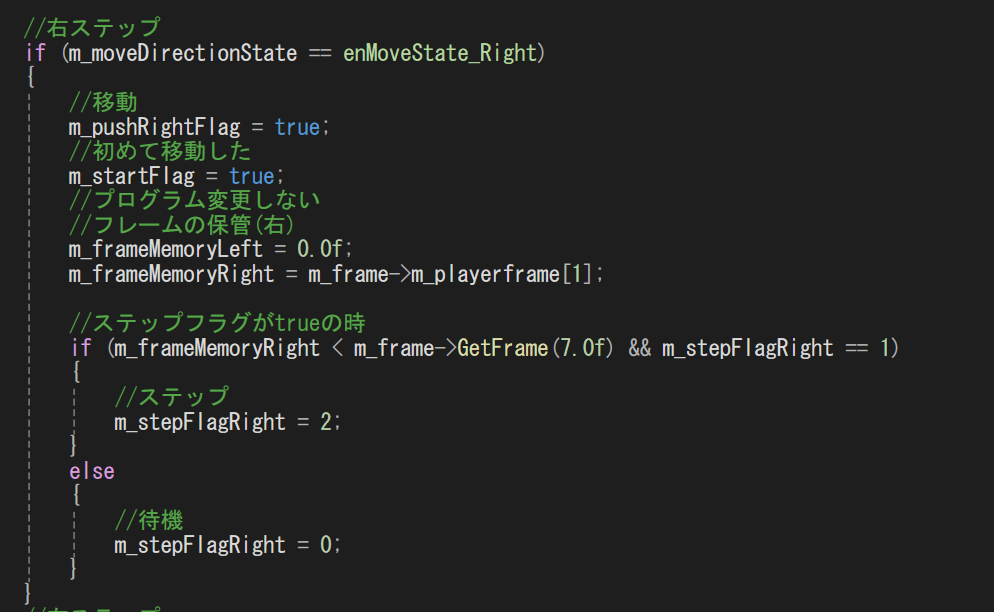 //右ステップ
if (m_moveDirectionState == enMoveState_Right)
{
//移動
m_pushRightFlag = true;
//初めて移動した
m_startFlag = true;
//プログラム変更しない
//フレームの保管(右)
m_frameMemoryLeft = 0.0f;
m_frameMemoryRight = m_frame->m_playerframe[1];
//ステップフラグがtrueの時
if (m_frameMemoryRight < m_frame->GetFrame(7.0f) && m_stepFlagRight == 1)
{
//ステップ
m_stepFlagRight = 2;
}
else
{
//待機
m_stepFlagRight = 0;
}
}